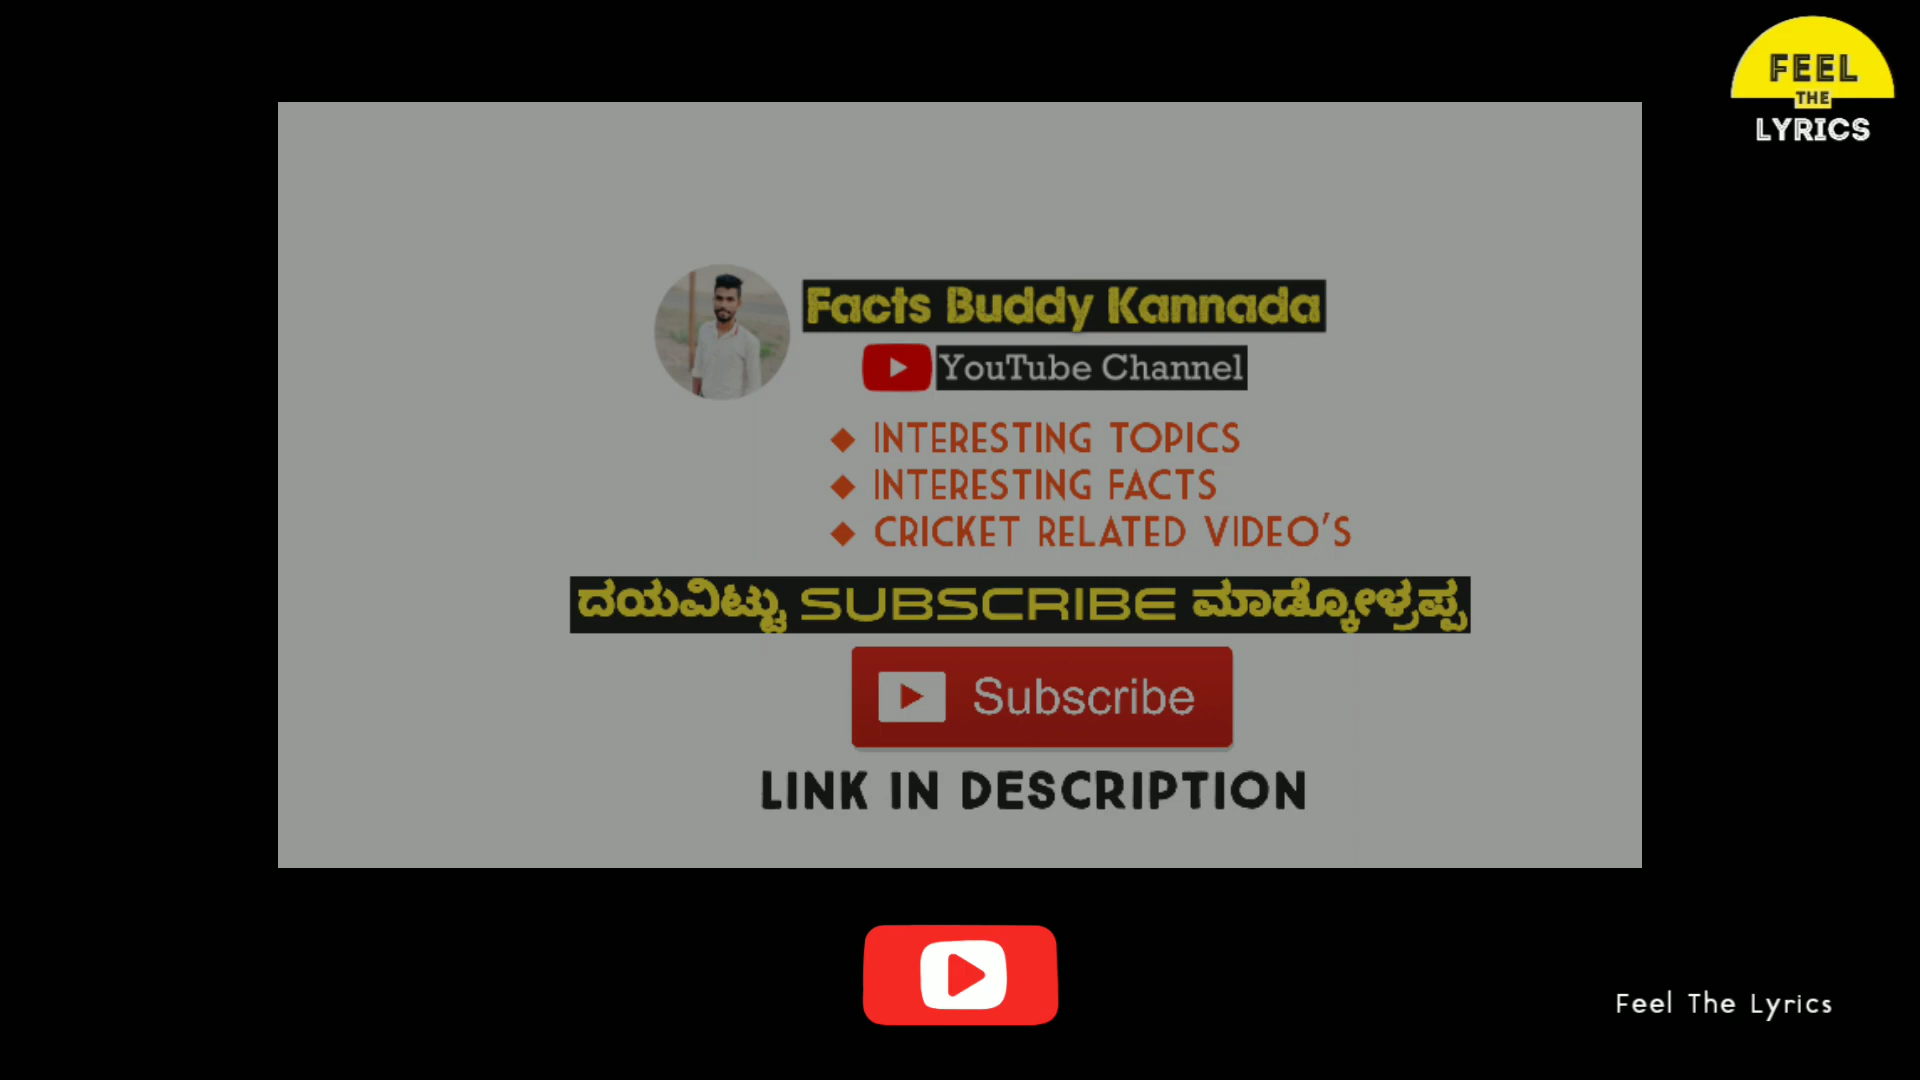 FEEL
THE
LYRICS
Facts Buddy Kannada
YouTube Channel
◆ INTERESTING TOPICS
◆ INTERESTING FACTS
◆ CRICKET RELATED VIDEO'S
ದಯವಿಟ್ಟು SUBSCRIBE ಮಾಡ್ಕೋಳ್ರಪ್ಪ
Subscribe
LINK IN DESCRIPTION
Feel The Lyrics